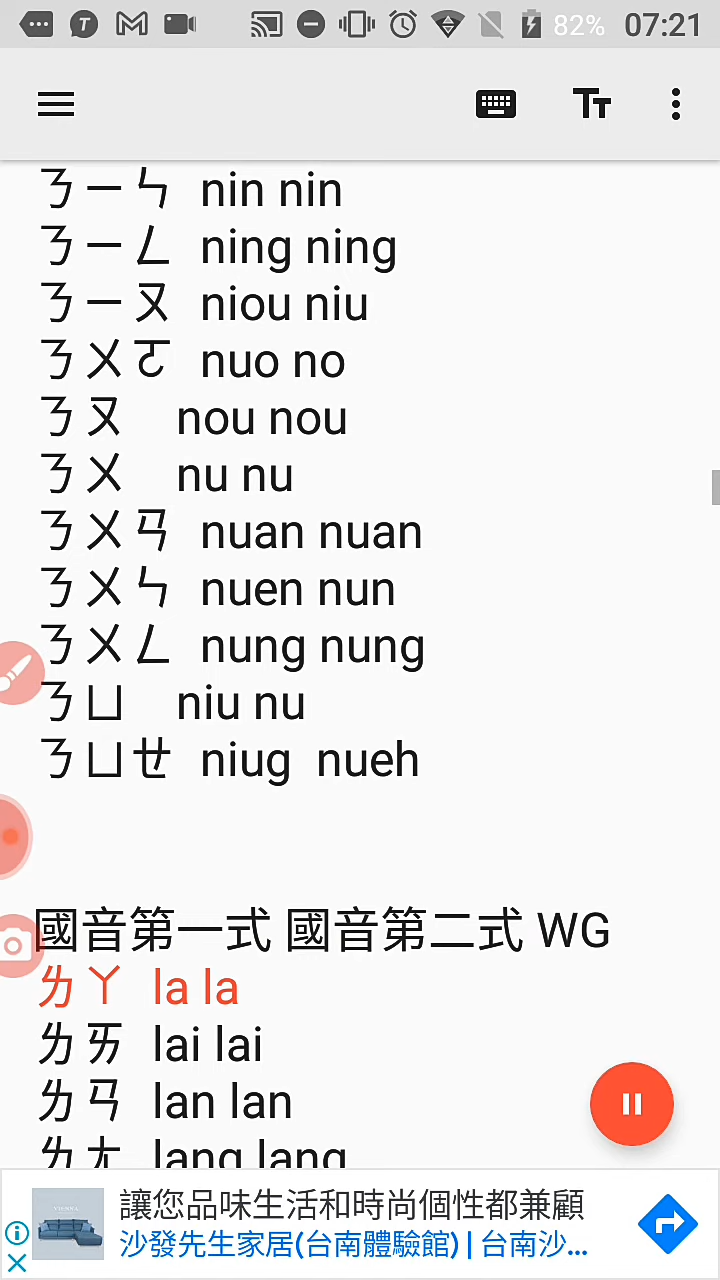 82% 07:21
ㄋㄧㄣ nin nin
ㄋㄧㄥ ning ning
ㄋㄧㄡ niou niu
ㄋㄨㄛ nuo no
ㄋㄡ nou nou
ㄋㄨ nu nu
ㄋㄨㄢ nuan nuan
ㄋㄨㄣ nuen nun
ㄋㄨㄥ nung nung
ㄋㄩ niu nu
ㄋㄩㄝ niug nueh
國音第一式 國音第二式 WG
ㄌㄚ la la
ㄌㄞ lai lai
ㄌㄢ lan lan
ㄌㄤ lang lang
讓您品味生活和時尚個性都兼顧
沙發先生家居(台南體驗館) | 台南沙...